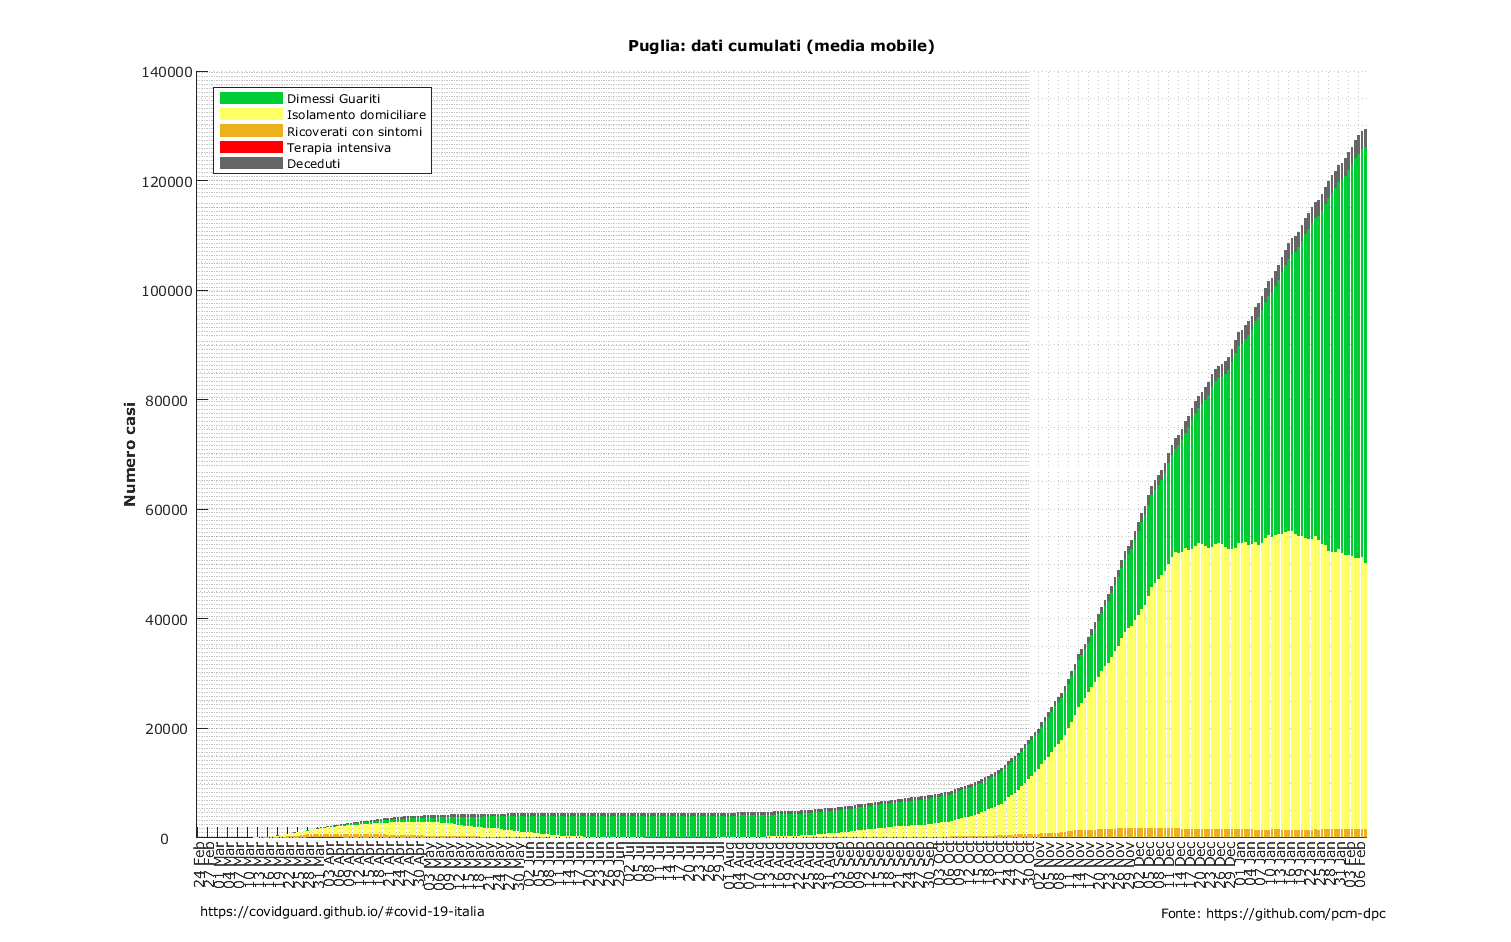 Puglia: dati cumulati (media mobile)
140000
120000
100000
80000
60000
40000
20000
0
Numero casi
Dimessi Guariti
Isolamento domiciliare
Ricoverati con sintomi
Terapia intensiva
Deceduti
24 Feb
27 Feb
01 Mar
04 Mar
07 Mar
10 Mar
13 Mar
16 Mar
19 Mar
22 Mar
25 Mar
28 Mar
31 Mar
03 Apr
06 Apr
09 Apr
12 Apr
15 Apr
18 Apr
21 Apr
24 Apr
27 Apr
30 Apr
03 May
06 May
09 May
12 May
15 May
18 May
21 May
24 May
27 May
30 May
02 Jun
05 Jun
08 Jun
11 Jun
14 Jun
17 Jun
20 Jun
23 Jun
26 Jun
29 Jun
02 Jul
05 Jul
08 Jul
11 Jul
14 Jul
17 Jul
20 Jul
23 Jul
26 Jul
29 Jul
01 Aug
04 Aug
07 Aug
10 Aug
13 Aug
16 Aug
19 Aug
22 Aug
25 Aug
28 Aug
31 Aug
03 Sep
06 Sep
09 Sep
12 Sep
15 Sep
18 Sep
21 Sep
24 Sep
27 Sep
30 Sep
03 Oct
06 Oct
09 Oct
12 Oct
15 Oct
18 Oct
21 Oct
24 Oct
27 Oct
30 Oct
02 Nov
05 Nov
08 Nov
11 Nov
14 Nov
17 Nov
20 Nov
23 Nov
26 Nov
29 Nov
02 Dec
05 Dec
08 Dec
11 Dec
14 Dec
17 Dec
20 Dec
23 Dec
26 Dec
29 Dec
01 Jan
04 Jan
07 Jan
10 Jan
13 Jan
16 Jan
19 Jan
22 Jan
25 Jan
28 Jan
31 Jan
03 Feb
06 Feb
https://covidguard.github.io/#covid-19-italia
Fonte: https://github.com/pcm-dpc